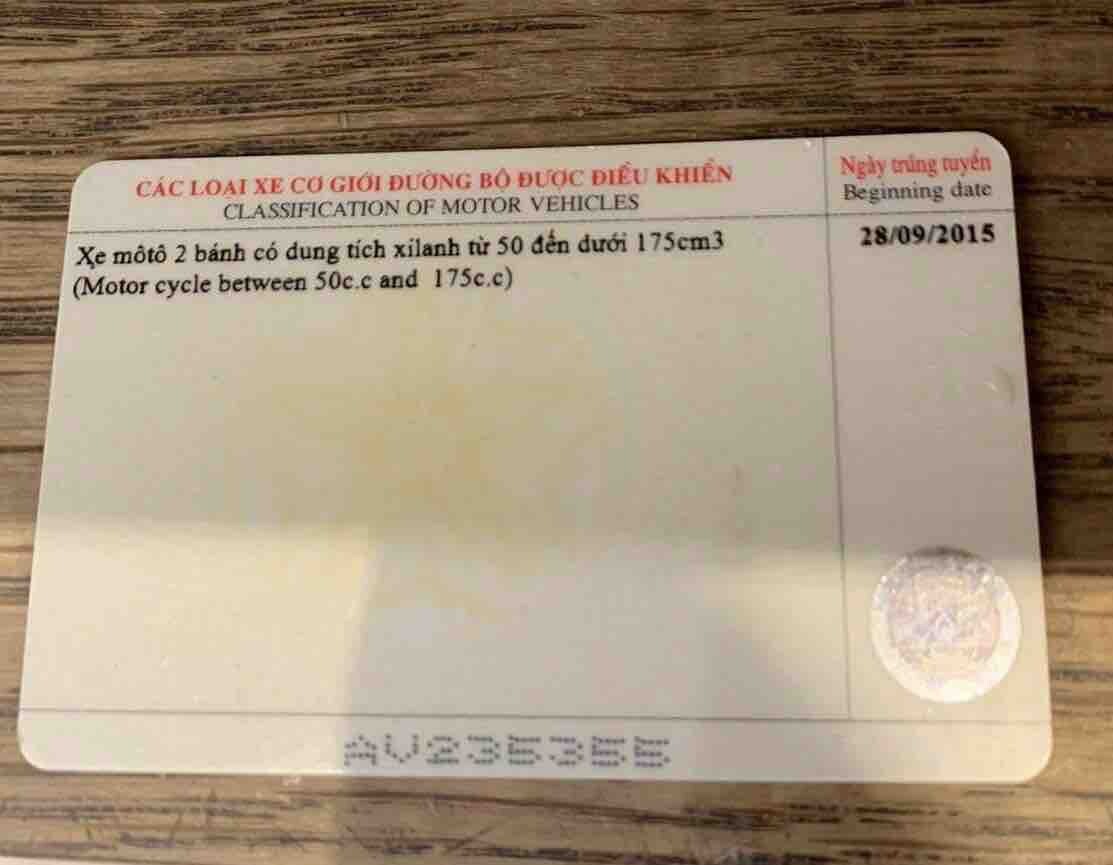 CÁC LOẠI XE CƠ GIỚI ĐƯỜNG BỘ ĐƯỢC ĐIỀU KHIỂN
CLASSIFICATION OF MOTOR VEHICLES
Ngày trúng tuyển
Beginning date
Xe môtô 2 bánh có dung tích xilanh từ 50 đến dưới 175cm3
(Motor cycle between 50c.c and 175c.c)
28/09/2015